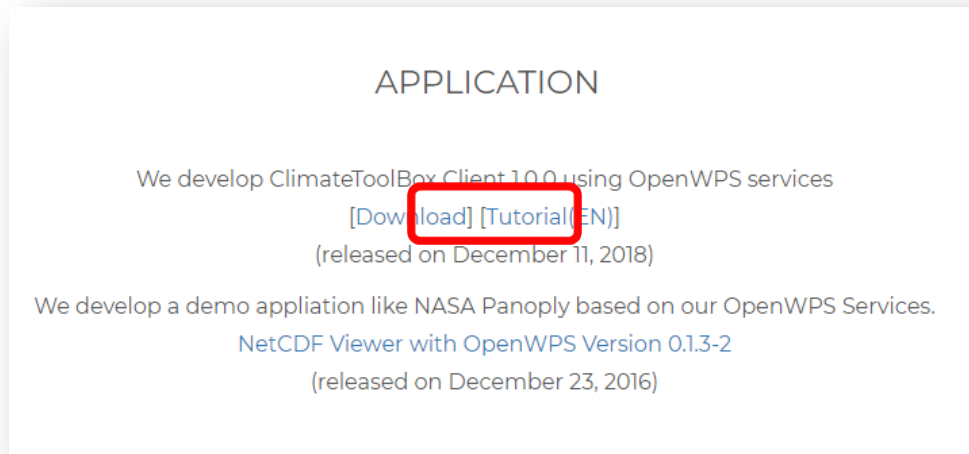 APPLICATION
We develop ClimateToolBox Client 1.0.0 using OpenWPS services
[Download] [Tutorial(EN)]
(released on December 11, 2018)
We develop a demo appliation like NASA Panoply based on our OpenWPS Services.
NetCDF Viewer with OpenWPS Version 0.1.3-2
(released on December 23, 2016)